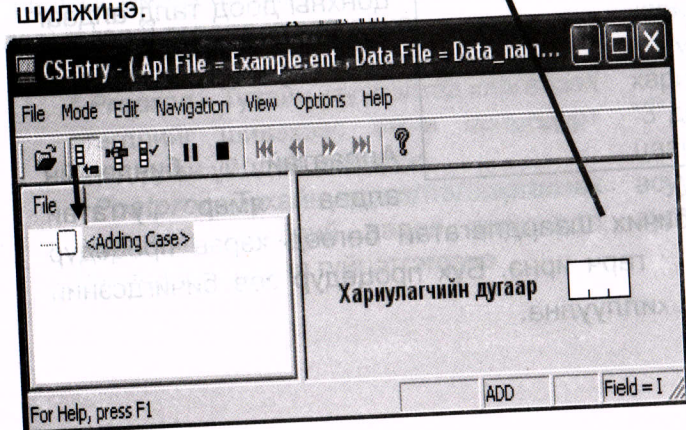 шилжинэ.
CSEntry - ( Apl File = Example.ent , Data File = Data_nam...
File Mode Edit Navigation View Options Help
File
<Adding Case>
Хариулагчийн дугаар
For Help, press F1
ADD
Field = I